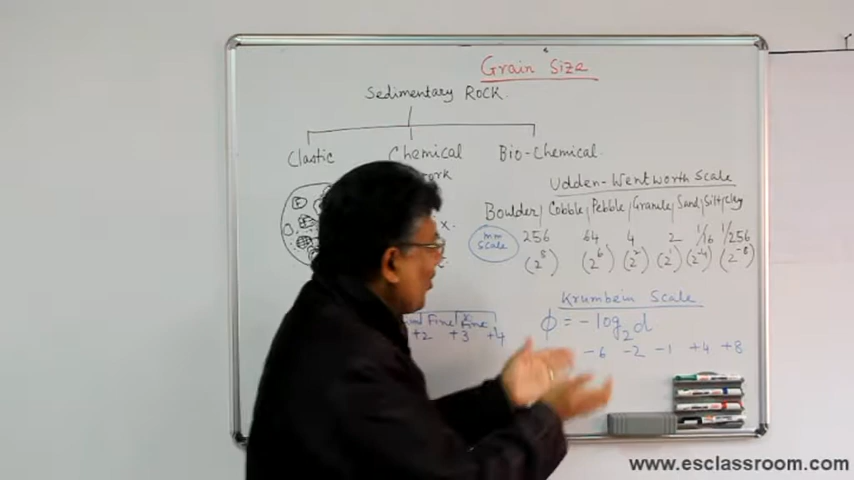 Grain Size
Sedimentary Rock
Clastic Chemical Bio-Chemical
Udden-Wentworth Scale
Boulder | Cobble | Pebble | Granule | Sand | Silt | Clay
mm Scale 256 64 4 2 1/16 1/256
(2^8) (2^6) (2^2) (2^1) (2^-4) (2^-8)
Krumbein Scale
Fine Fine
ϕ = -log₂d
+2 +3 +4
-6 -2 -1 +4 +8
www.esclassroom.com